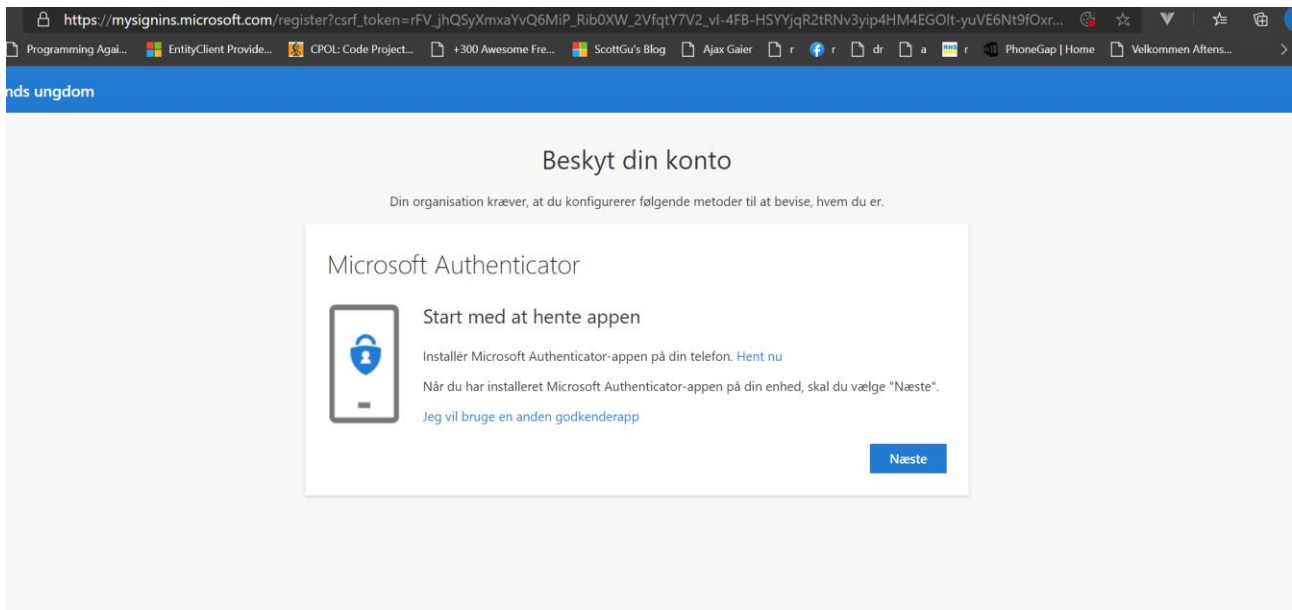 https://mysignins.microsoft.com/register?csrf_token=rFV_jhQSyXmxaYvQ6MiP_Rib0XW_2VfqtY7V2_vI-4FB-HSYYjqR2tRNv3yip4HM4EGOlt-yuVE6Nt9fOxr...
Programming Agai... EntityClient Provide... CPOL: Code Project... +300 Awesome Fre... ScottGu's Blog Ajax Gaier r r dr a r PhoneGap | Home Velkommen Aftens...
nds ungdom
Beskyt din konto
Din organisation kræver, at du konfigurerer følgende metoder til at bevise, hvem du er.
Microsoft Authenticator
Start med at hente appen
Installér Microsoft Authenticator-appen på din telefon. Hent nu
Når du har installeret Microsoft Authenticator-appen på din enhed, skal du vælge "Næste".
Jeg vil bruge en anden godkenderapp
Næste